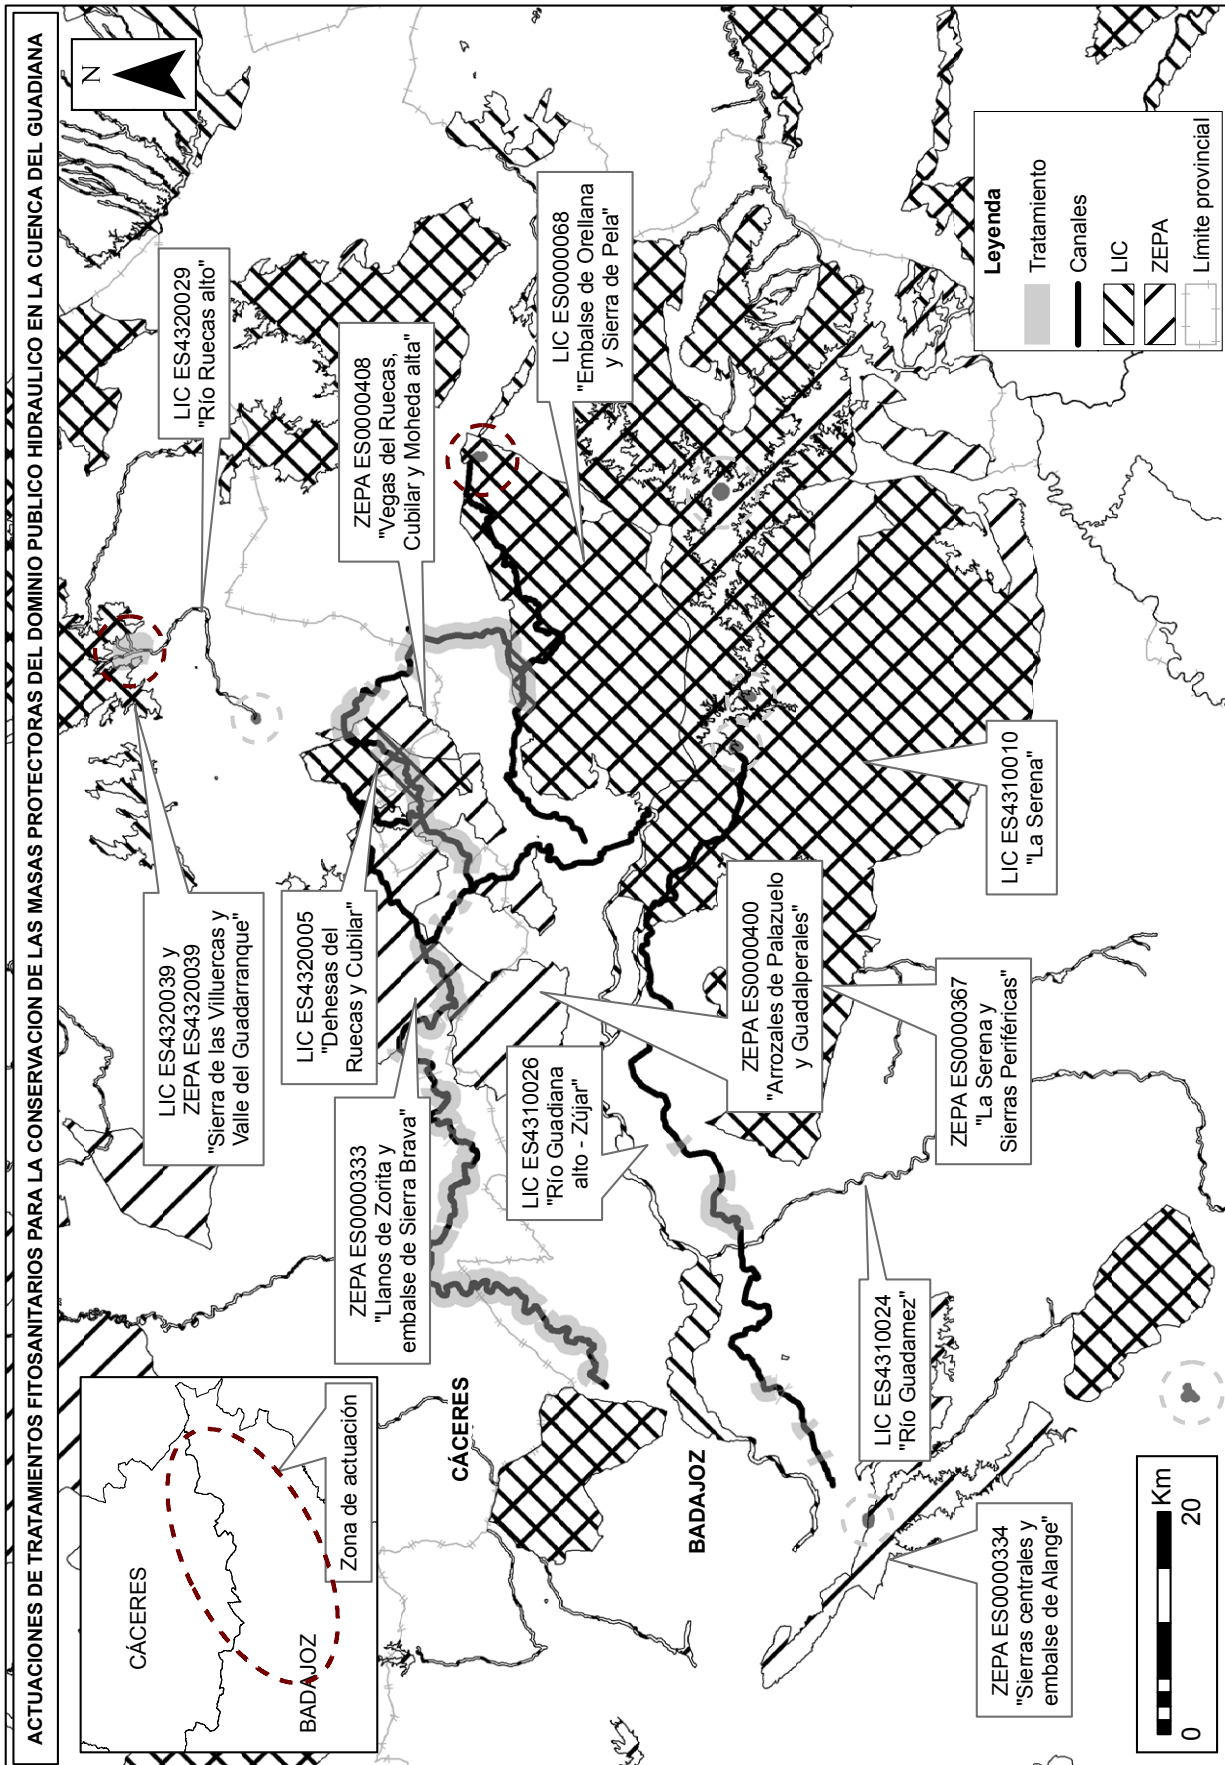 ACTUACIONES DE TRATAMIENTOS FITOSANITARIOS PARA LA CONSERVACION DE LAS MASAS PROTECTORAS DEL DOMINIO PUBLICO HIDRAULICO EN LA CUENCA DEL GUADIANA
CÁCERES
BADAJOZ
Zona de actuación
N
LIC ES4320039 y
ZEPA ES4320039
"Sierra de las Villuercas y
Valle del Guadarranque"
LIC ES4320029
"Río Ruecas alto"
LIC ES4320005
"Dehesas del
Ruecas y Cubilar"
ZEPA ES0000408
"Vegas del Ruecas,
Cubilar y Moheda alta"
ZEPA ES0000333
"Llanos de Zorita y
embalse de Sierra Brava"
CÁCERES
LIC ES4310026
"Río Guadiana
alto - Zújar"
LIC ES0000068
"Embalse de Orellana
y Sierra de Pela"
BADAJOZ
ZEPA ES0000400
"Arrozales de Palazuelo
y Guadalperales"
LIC ES4310024
"Río Guadamez"
ZEPA ES0000367
"La Serena y
Sierras Periféricas"
LIC ES4310010
"La Serena"
ZEPA ES0000334
"Sierras centrales y
embalse de Alange"
Leyenda
Tratamiento
Canales
LIC
ZEPA
Límite provincial
Km
0 20